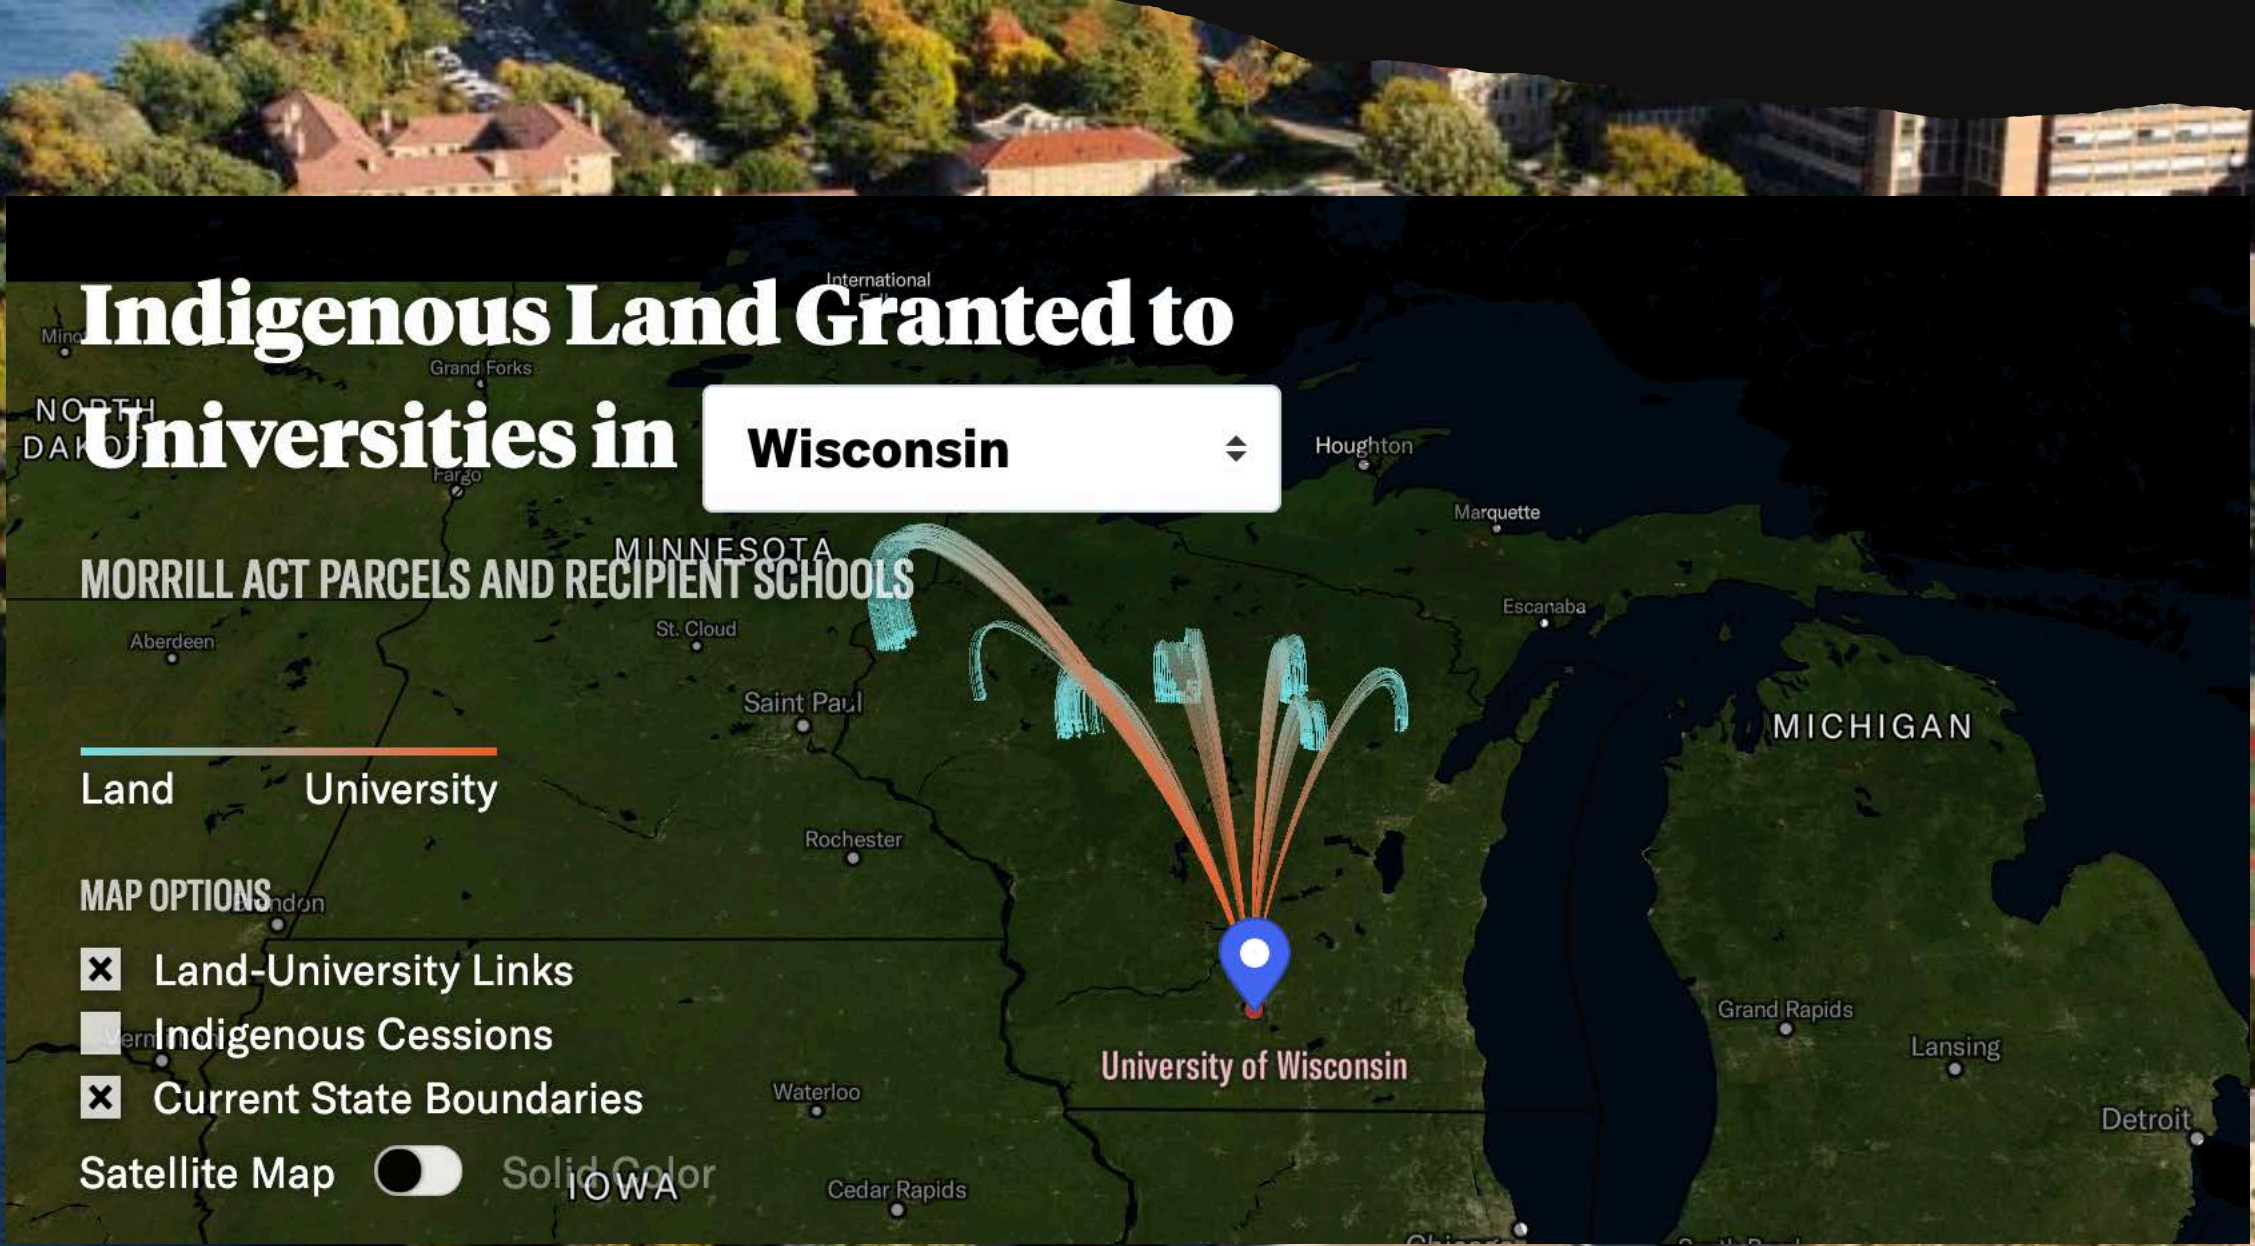 International
Indigenous Land Granted to
Grand Forks
NORTH
Universities in
Wisconsin
Houghton
Fargo
Marquette
MINNESOTA
MORRILL ACT PARCELS AND RECIPIENT SCHOOLS
Escanaba
St. Cloud
Aberdeen
Saint Paul
MICHIGAN
Land
University
Rochester
MAP OPTIONS
Land-University Links
Grand Rapids
Indigenous Cessions
Lansing
University of Wisconsin
Current State Boundaries
Waterloo
Detroit
Satellite Map
Solid Color
IOWA
Cedar Rapids